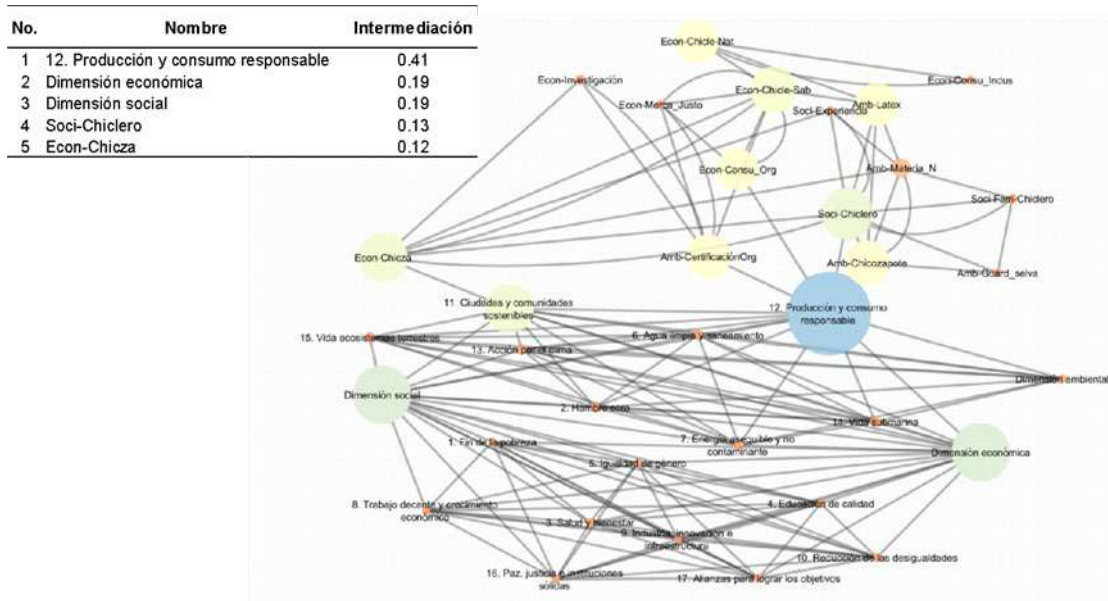 No. Nombre Intermediación
1 12. Producción y consumo responsable 0.41
2 Dimensión económica 0.19
3 Dimensión social 0.19
4 Soci-Chiclero 0.13
5 Econ-Chicza 0.12
Econ-Chicle-Nat
Econ-Investigación
Econ-Consu_Inclus
Econ-Chicle-Sab
Econ-Merca_Justo
Amb-Latex
Soci-Experiencia
Econ-Consu_Org
Amb-Materia_N
Soci-Fam-Chiclero
Soci-Chiclero
Econ-Chicza
Amb-CertificaciónOrg
Amb-Chicozapote
Amb-Guard_selva
11. Ciudades y comunidades
sostenibles
12. Producción y consumo
responsable
15. Vida ecosistemas terrestres
6. Agua limpia y saneamiento
13. Acción por el clima
Dimensión ambiental
Dimensión social
2. Hambre cero
14. Vida submarina
1. Fin de la pobreza
7. Energía asequible y no
contaminante
Dimensión económica
5. Igualdad de género
8. Trabajo decente y crecimiento
económico
4. Educación de calidad
3. Salud y bienestar
9. Industria, innovación e
infraestructura
10. Reducción de las desigualdades
16. Paz, justicia e instituciones
sólidas
17. Alianzas para lograr los objetivos